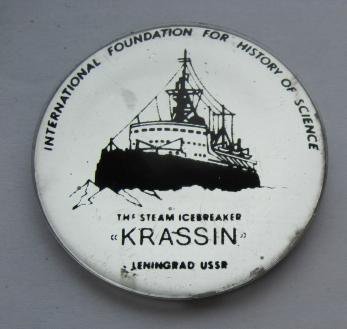 INTERNATIONAL FOUNDATION FOR HISTORY OF SCIENCE
THE STEAM ICEBREAKER
«KRASSIN»
LENINGRAD USSR